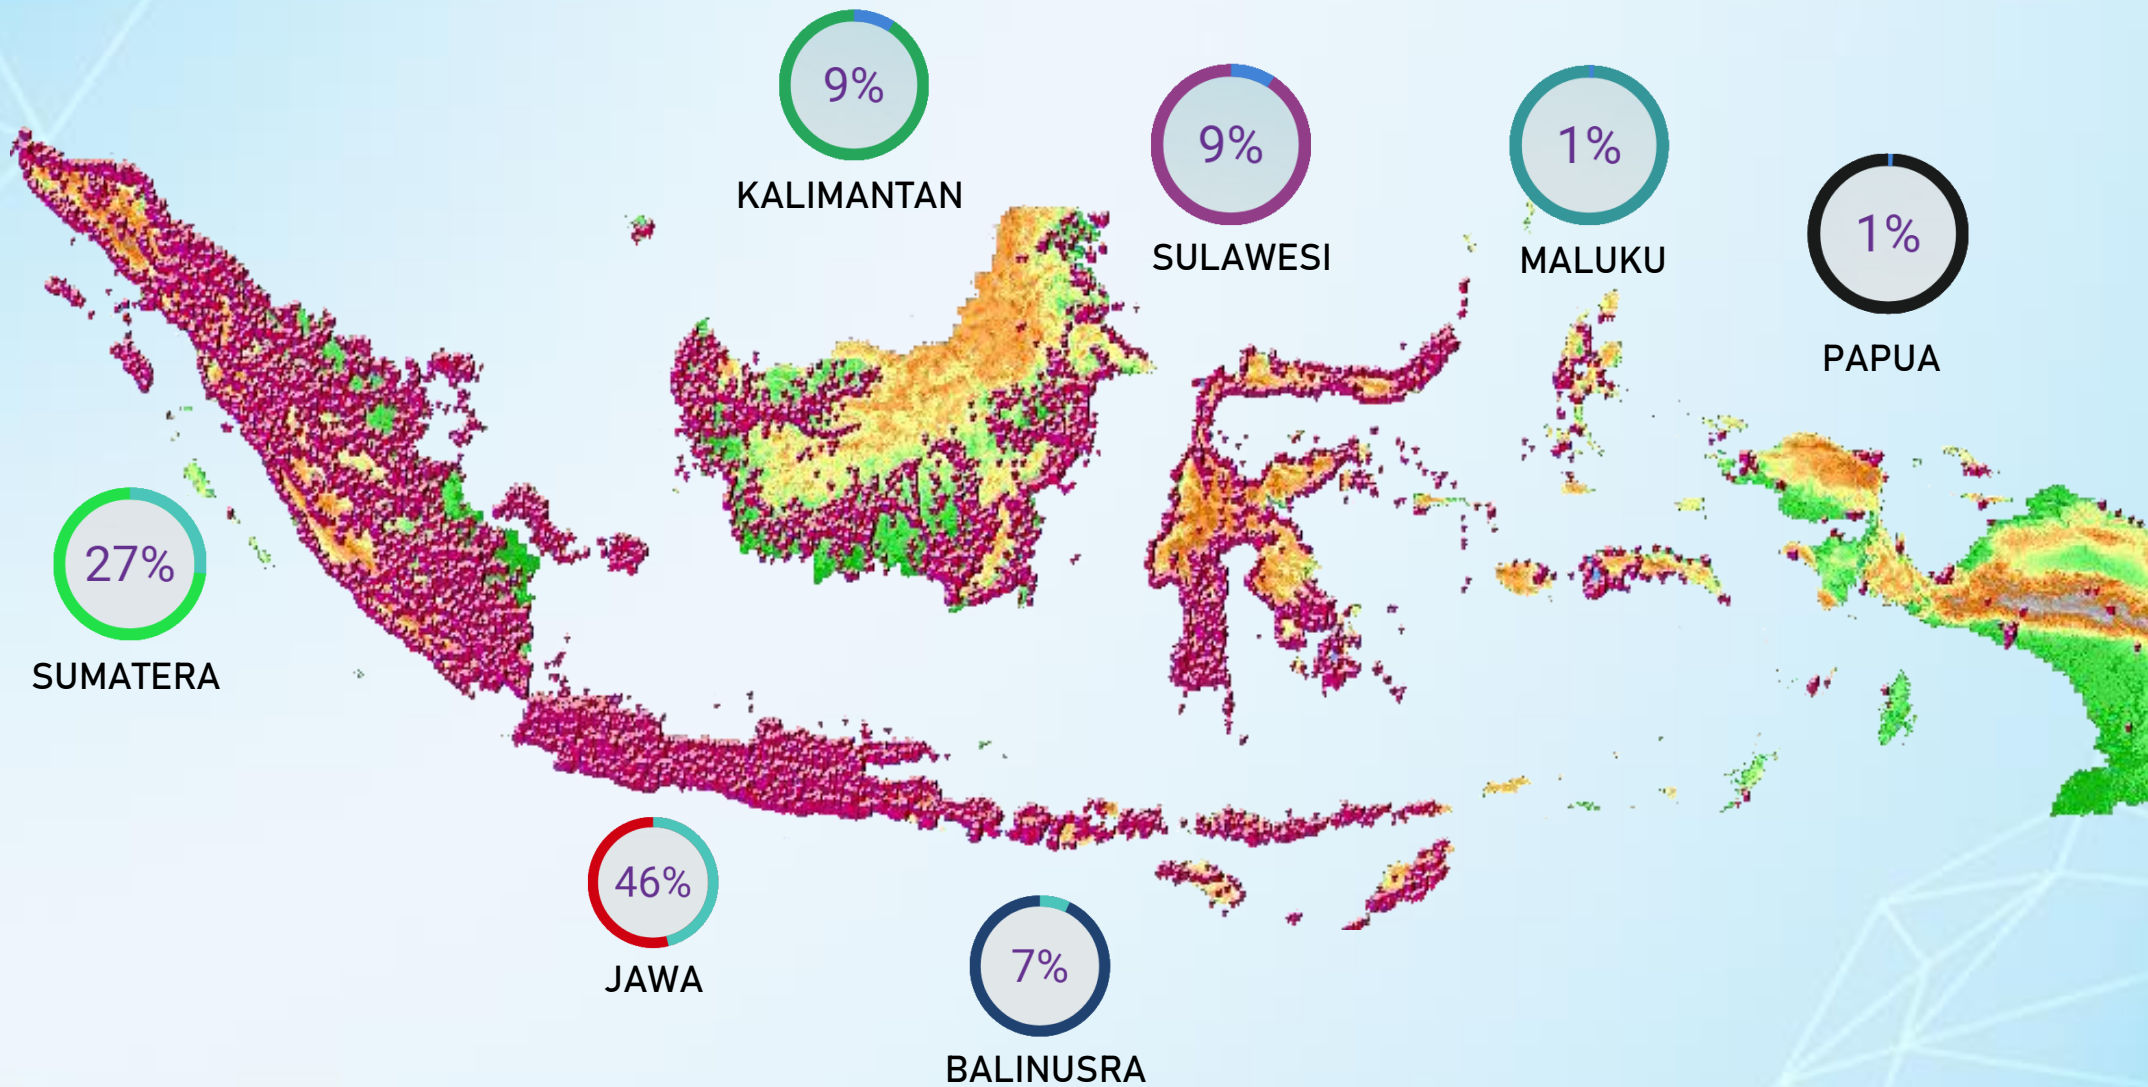 9%
KALIMANTAN
9%
SULAWESI
1%
MALUKU
1%
PAPUA
27%
SUMATERA
46%
JAWA
7%
BALINUSRA